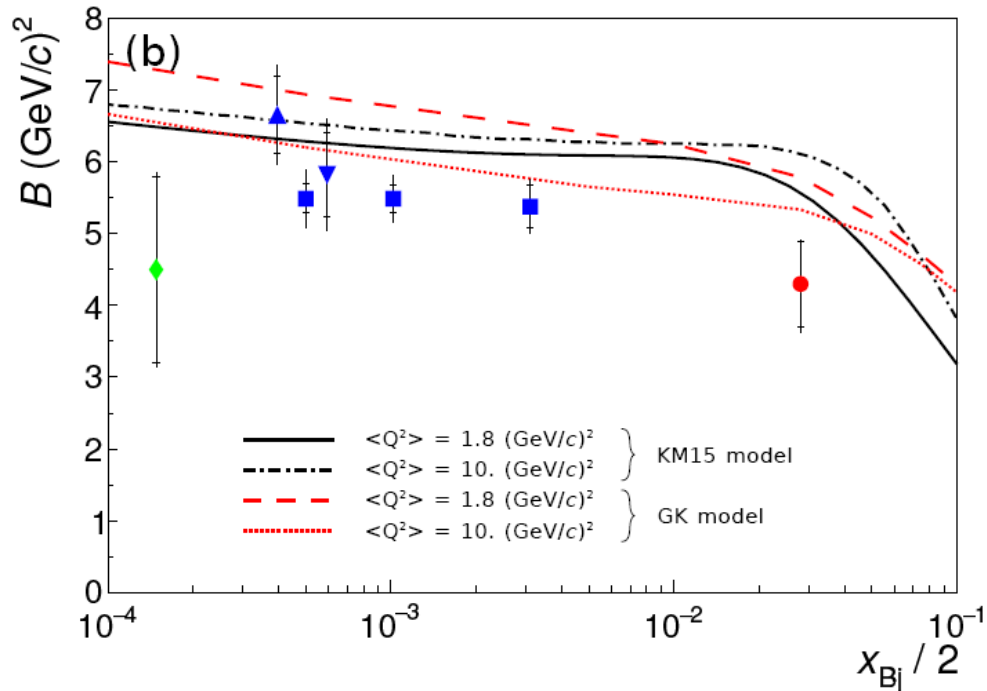 (b)
B (GeV/c)²
8
7
6
5
4
3
2
1
0
<Q²> = 1.8 (GeV/c)²
<Q²> = 10. (GeV/c)²
KM15 model
<Q²> = 1.8 (GeV/c)²
<Q²> = 10. (GeV/c)²
GK model
10⁻⁴ 10⁻³ 10⁻² 10⁻¹
x_Bj / 2